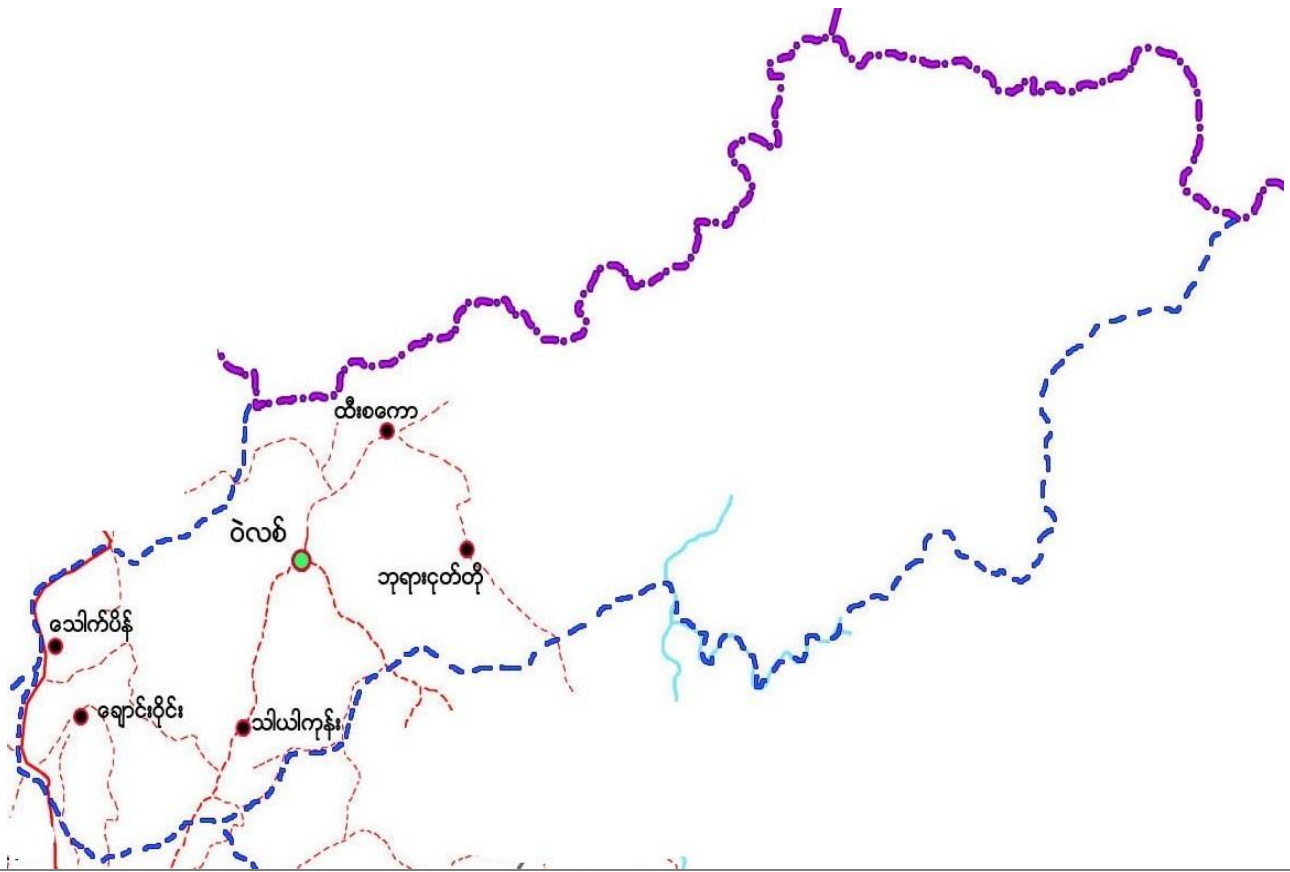 ထီးစကော
ဝဲလစ်
ဘုရားငုတ်တို
သေါက်ပိန်
ချောင်းဝိုင်း
သါယါကုန်း